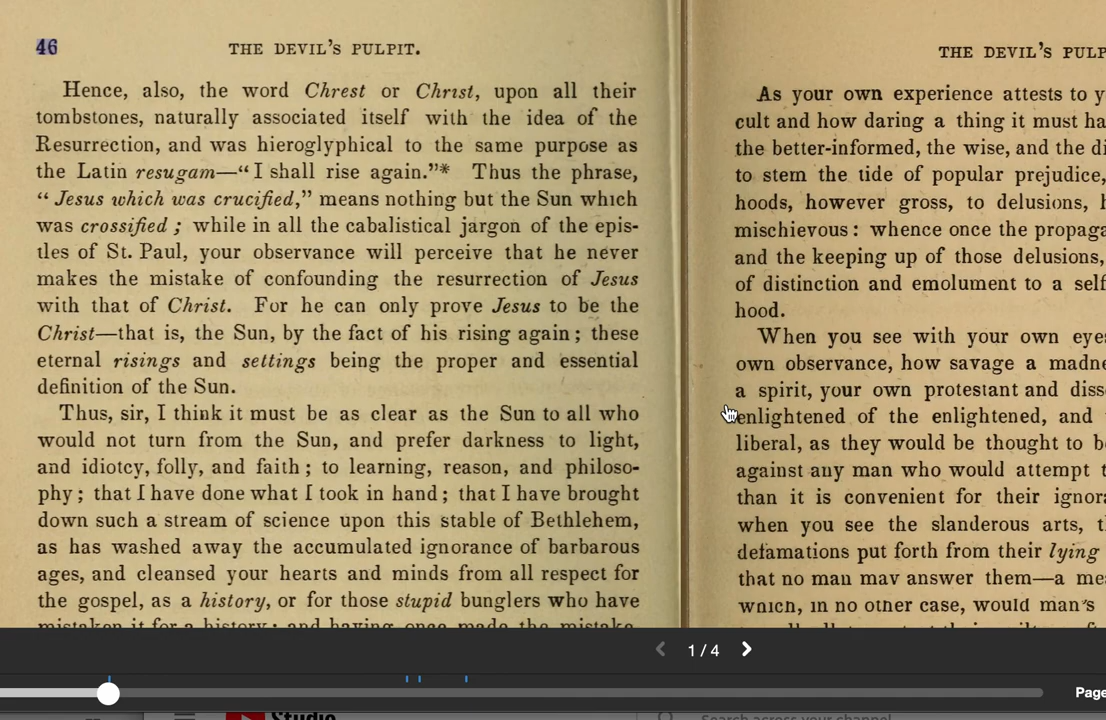 46
THE DEVIL'S PULPIT.
Hence, also, the word Chrest or Christ, upon all their
tombstones, naturally associated itself with the idea of the
Resurrection, and was hieroglyphical to the same purpose as
the Latin resugam—“I shall rise again.”* Thus the phrase,
“Jesus which was crucified,” means nothing but the Sun which
was crossified; while in all the cabalistical jargon of the epis-
tles of St. Paul, your observance will perceive that he never
makes the mistake of confounding the resurrection of Jesus
with that of Christ. For he can only prove Jesus to be the
Christ—that is, the Sun, by the fact of his rising again; these
eternal risings and settings being the proper and essential
definition of the Sun.
Thus, sir, I think it must be as clear as the Sun to all who
would not turn from the Sun, and prefer darkness to light,
and idiotcy, folly, and faith; to learning, reason, and philoso-
phy; that I have done what I took in hand; that I have brought
down such a stream of science upon this stable of Bethlehem,
as has washed away the accumulated ignorance of barbarous
ages, and cleansed your hearts and minds from all respect for
the gospel, as a history, or for those stupid bunglers who have
mistaken it for a history; and having once made the mistake,
THE DEVIL'S PULP
As your own experience attests to y
cult and how daring a thing it must ha
the better-informed, the wise, and the di
to stem the tide of popular prejudice,
hoods, however gross, to delusions, h
mischievous: whence once the propaga
and the keeping up of those delusions,
of distinction and emolument to a self
hood.
When you see with your own eyes
own observance, how savage a madne
a spirit, your own protestant and disse
enlightened of the enlightened, and
liberal, as they would be thought to be
against any man who would attempt t
than it is convenient for their ignora
when you see the slanderous arts, t
defamations put forth from their lying
that no man may answer them—a me
which, in no other case, would man's
1 / 4
Page
Studio
Search across your channel